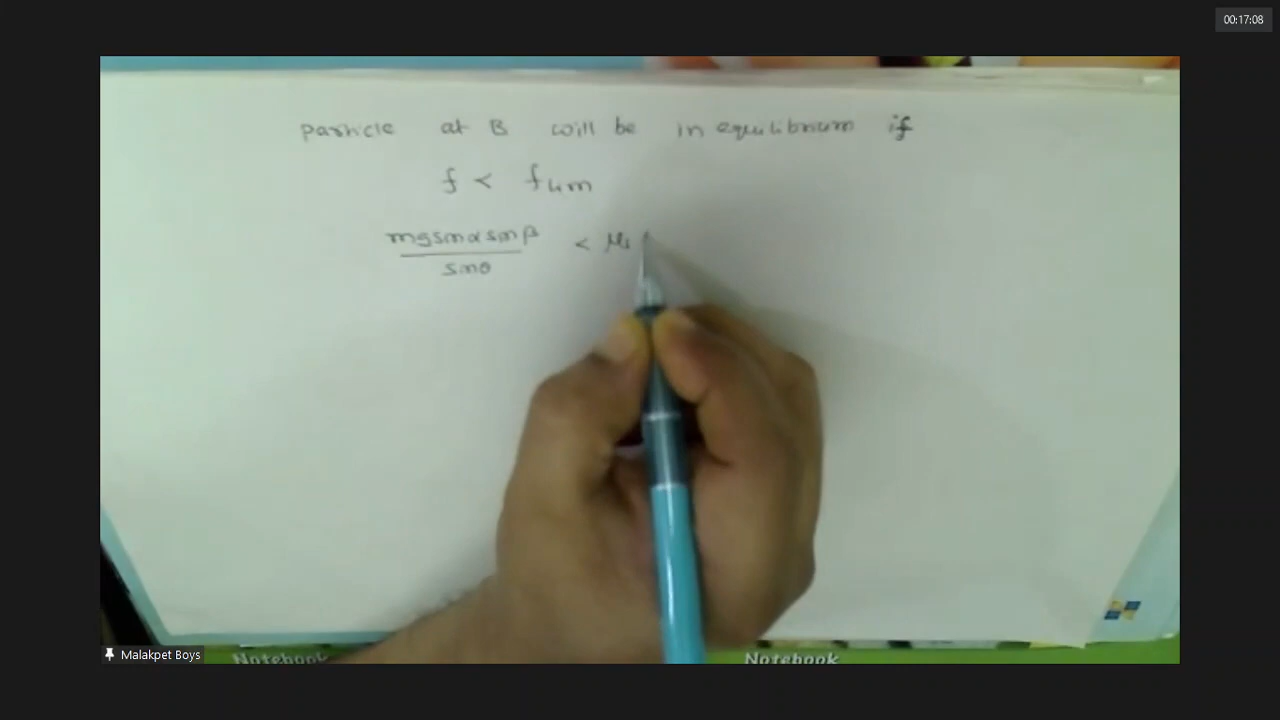 00:17:08
particle at B will be in equilibrium if
f < flim
mg sinα sinβ < μs
sinθ
Malakpet Boys
Notebook Notebook